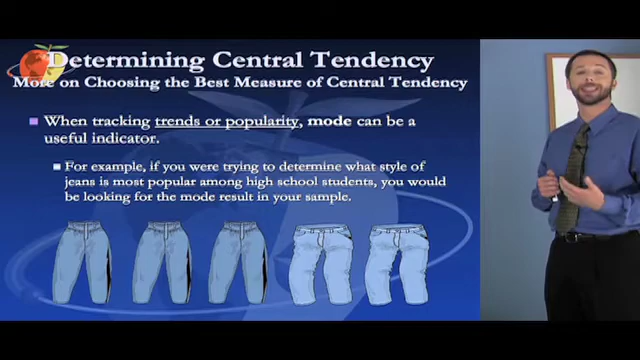 Determining Central Tendency
More on Choosing the Best Measure of Central Tendency
When tracking trends or popularity, mode can be a
useful indicator.
For example, if you were trying to determine what style of
jeans is most popular among high school students, you would
be looking for the mode result in your sample.